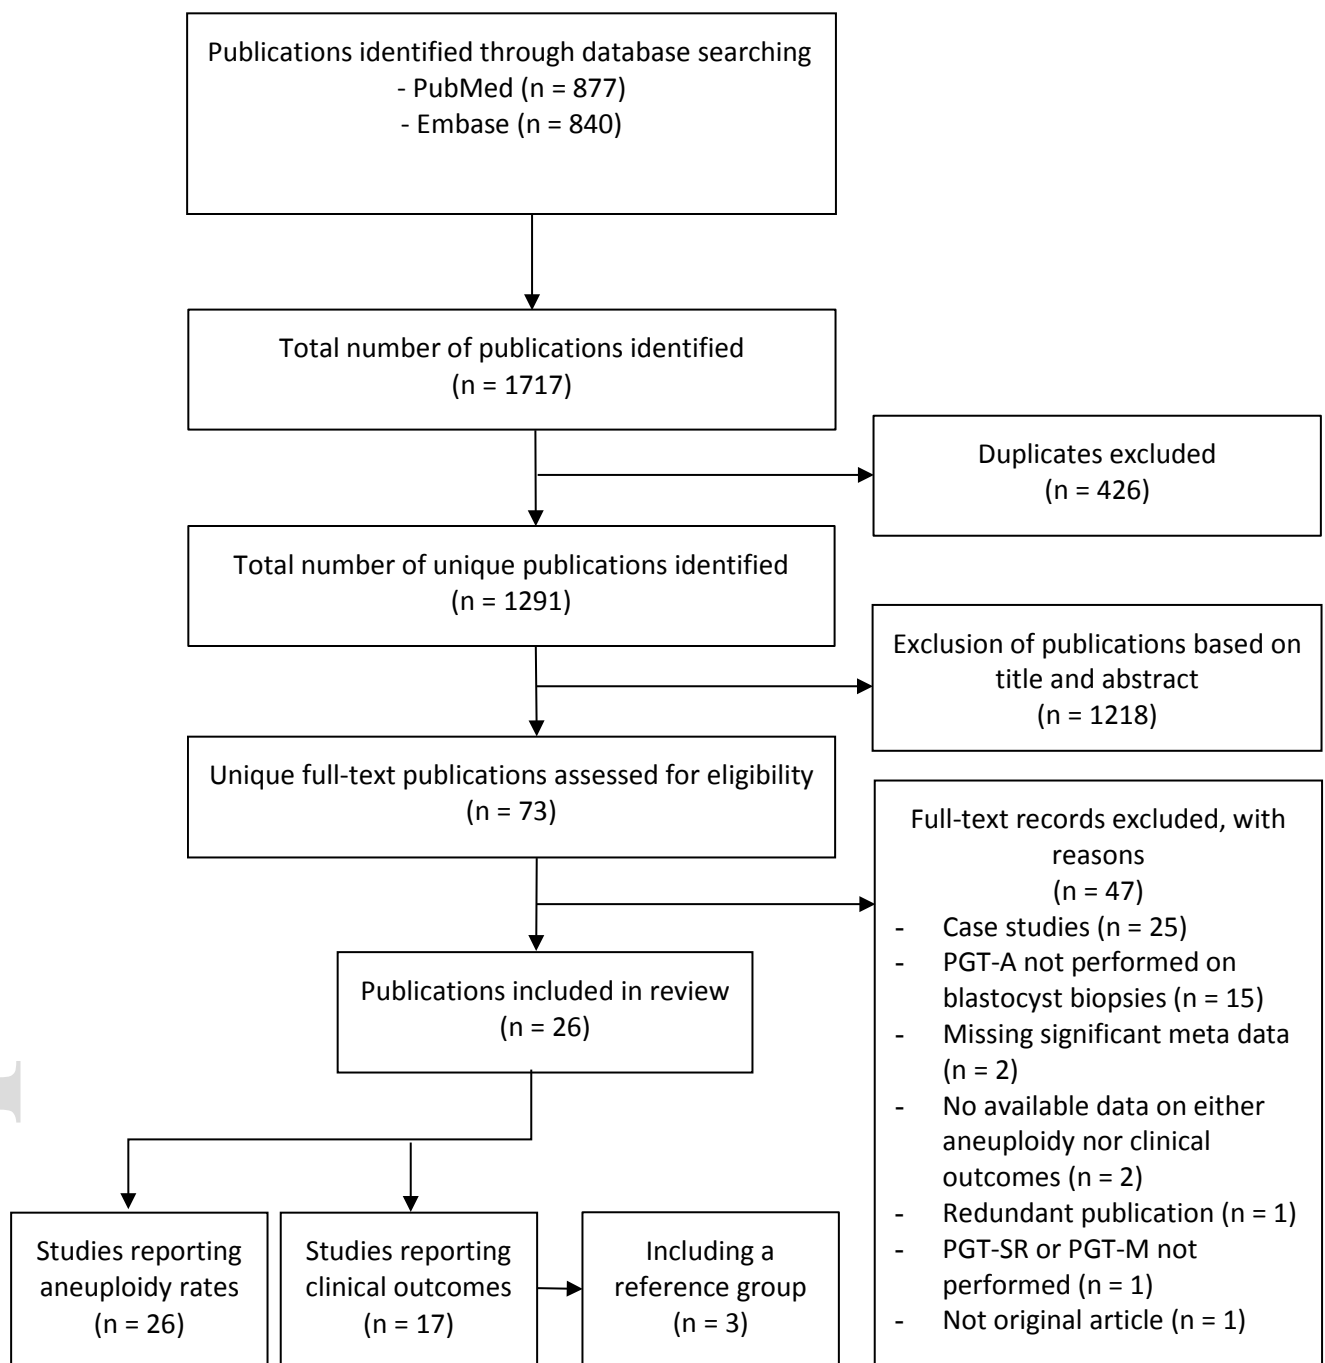 Publications identified through database searching
- PubMed (n = 877)
- Embase (n = 840)
Total number of publications identified
(n = 1717)
Duplicates excluded
(n = 426)
Total number of unique publications identified
(n = 1291)
Exclusion of publications based on
title and abstract
(n = 1218)
Unique full-text publications assessed for eligibility
(n = 73)
Full-text records excluded, with
reasons
(n = 47)
- Case studies (n = 25)
- PGT-A not performed on
blastocyst biopsies (n = 15)
- Missing significant meta data
(n = 2)
- No available data on either
aneuploidy nor clinical
outcomes (n = 2)
- Redundant publication (n = 1)
- PGT-SR or PGT-M not
performed (n = 1)
- Not original article (n = 1)
Publications included in review
(n = 26)
Studies reporting
aneuploidy rates
(n = 26)
Studies reporting
clinical outcomes
(n = 17)
Including a
reference group
(n = 3)